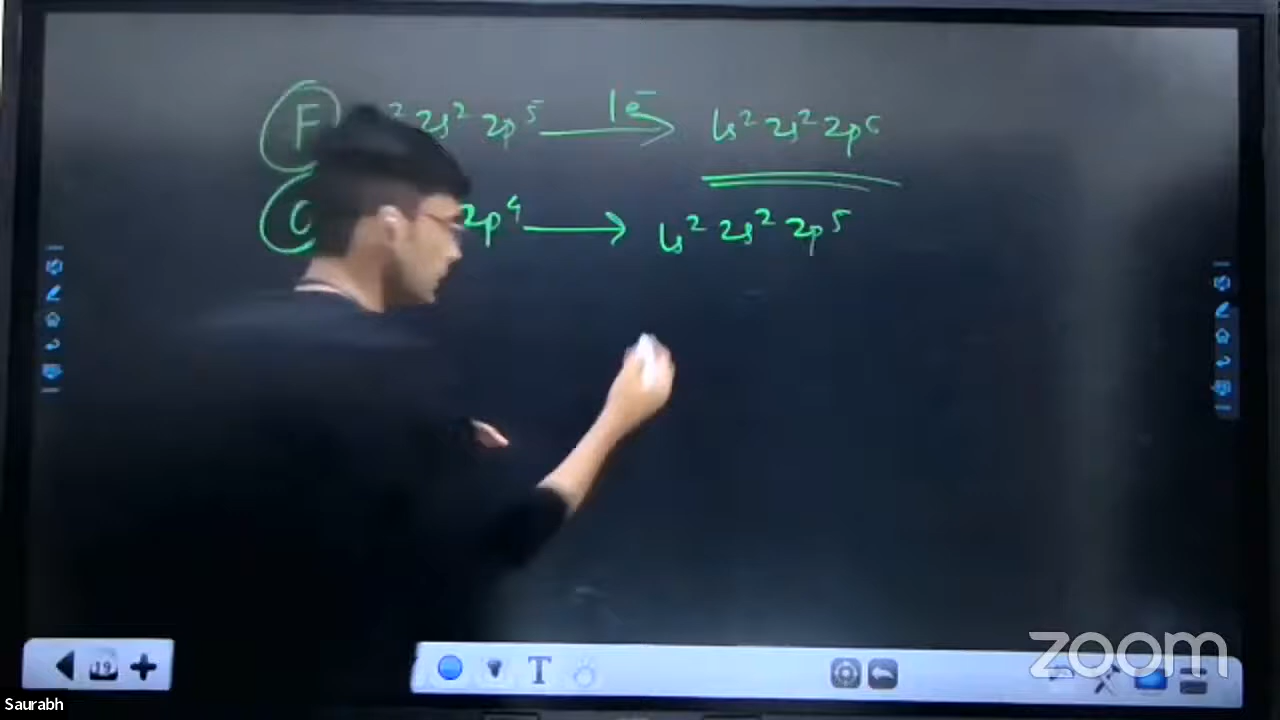 F 2s² 2p⁵ 1e⁻ → 1s² 2s² 2p⁶
2p⁴ → 1s² 2s² 2p⁵
19
T
zoom
Saurabh